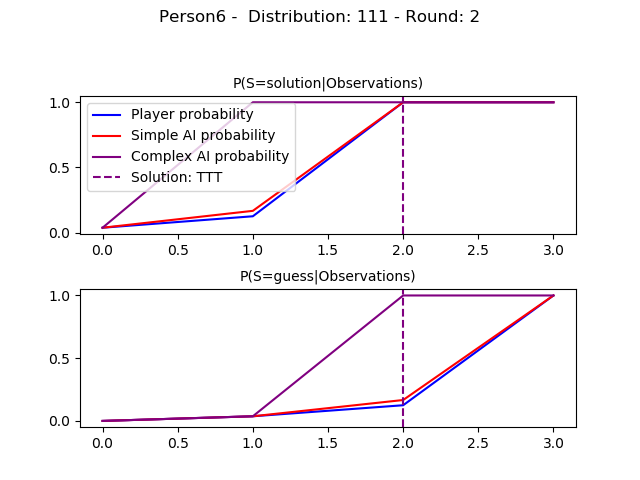 Person6 -  Distribution: 111 - Round: 2
P(S=solution|Observations)
1.0
0.5
0.0
Player probability
Simple AI probability
Complex AI probability
Solution: TTT
0.0 0.5 1.0 1.5 2.0 2.5 3.0
P(S=guess|Observations)
1.0
0.5
0.0
0.0 0.5 1.0 1.5 2.0 2.5 3.0